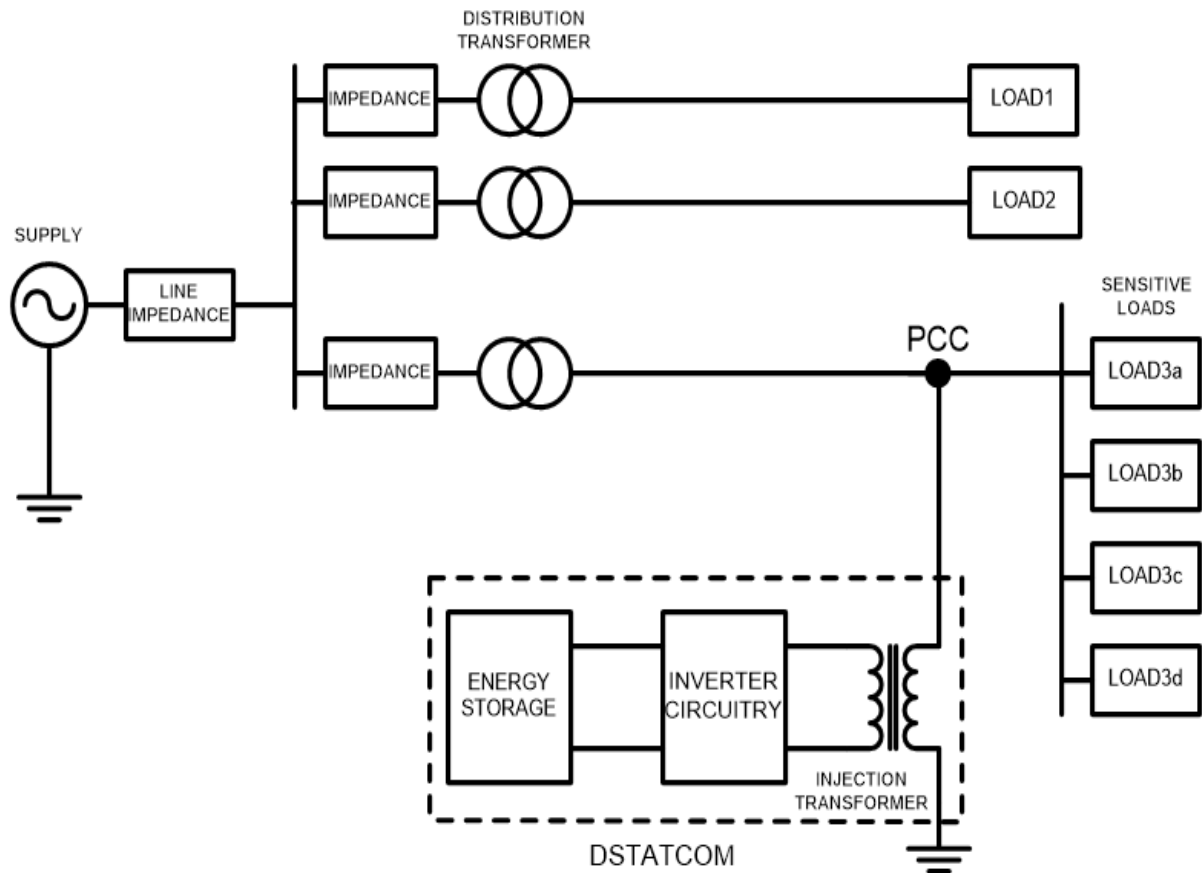 DISTRIBUTION
TRANSFORMER
IMPEDANCE
LOAD1
IMPEDANCE
LOAD2
SUPPLY
LINE
IMPEDANCE
SENSITIVE
LOADS
IMPEDANCE
PCC
LOAD3a
LOAD3b
LOAD3c
LOAD3d
ENERGY
STORAGE
INVERTER
CIRCUITRY
INJECTION
TRANSFORMER
DSTATCOM